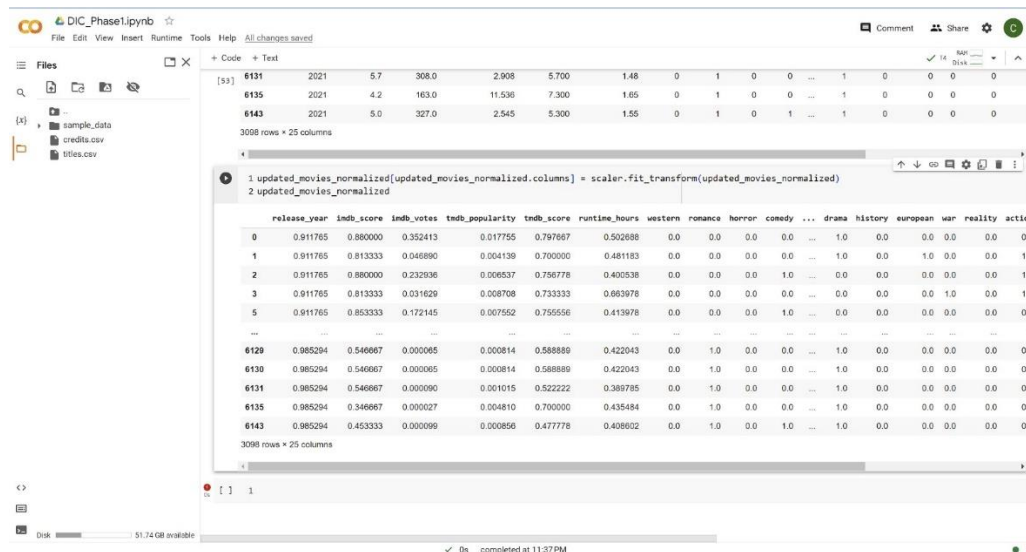 DIC_Phase1.ipynb
Comment Share C
File Edit View Insert Runtime Tools Help All changes saved
Files
+ Code + Text
RAM
Disk
[53] 6131 2021 5.7 308.0 2.908 5.700 1.48 0 1 0 0 ... 1 0 0 0 0
6135 2021 4.2 163.0 11.536 7.300 1.65 0 1 0 0 ... 1 0 0 0 0
6143 2021 5.0 327.0 2.545 5.300 1.55 0 1 0 1 ... 1 0 0 0 0
3098 rows × 25 columns
..
sample_data
credits.csv
titles.csv
{x}
1 updated_movies_normalized[updated_movies_normalized.columns] = scaler.fit_transform(updated_movies_normalized)
2 updated_movies_normalized
release_year imdb_score imdb_votes tmdb_popularity tmdb_score runtime_hours western romance horror comedy ... drama history european war reality actio
0 0.911765 0.880000 0.352413 0.017755 0.797667 0.502688 0.0 0.0 0.0 0.0 ... 1.0 0.0 0.0 0.0 0.0 0
1 0.911765 0.813333 0.046890 0.004139 0.700000 0.481183 0.0 0.0 0.0 0.0 ... 1.0 0.0 1.0 0.0 0.0 1
2 0.911765 0.880000 0.232936 0.006537 0.756778 0.400538 0.0 0.0 0.0 1.0 ... 0.0 0.0 0.0 0.0 0.0 1
3 0.911765 0.813333 0.031629 0.008708 0.733333 0.663978 0.0 0.0 0.0 0.0 ... 0.0 0.0 0.0 1.0 0.0 1
5 0.911765 0.853333 0.172145 0.007552 0.755556 0.413978 0.0 0.0 0.0 1.0 ... 0.0 0.0 0.0 0.0 0.0 0
... ... ... ... ... ... ... ... ... ... ... ... ... ... ... ... ...
6129 0.985294 0.546667 0.000065 0.000814 0.588889 0.422043 0.0 1.0 0.0 0.0 ... 1.0 0.0 0.0 0.0 0.0 0
6130 0.985294 0.546667 0.000065 0.000814 0.588889 0.422043 0.0 1.0 0.0 0.0 ... 1.0 0.0 0.0 0.0 0.0 0
6131 0.985294 0.546667 0.000090 0.001015 0.522222 0.389785 0.0 1.0 0.0 0.0 ... 1.0 0.0 0.0 0.0 0.0 0
6135 0.985294 0.346667 0.000027 0.004810 0.700000 0.435484 0.0 1.0 0.0 0.0 ... 1.0 0.0 0.0 0.0 0.0 0
6143 0.985294 0.453333 0.000099 0.000856 0.477778 0.408602 0.0 1.0 0.0 1.0 ... 1.0 0.0 0.0 0.0 0.0 0
3098 rows × 25 columns
[ ] 1
0s
Disk 51.74 GB available
0s completed at 11:37 PM